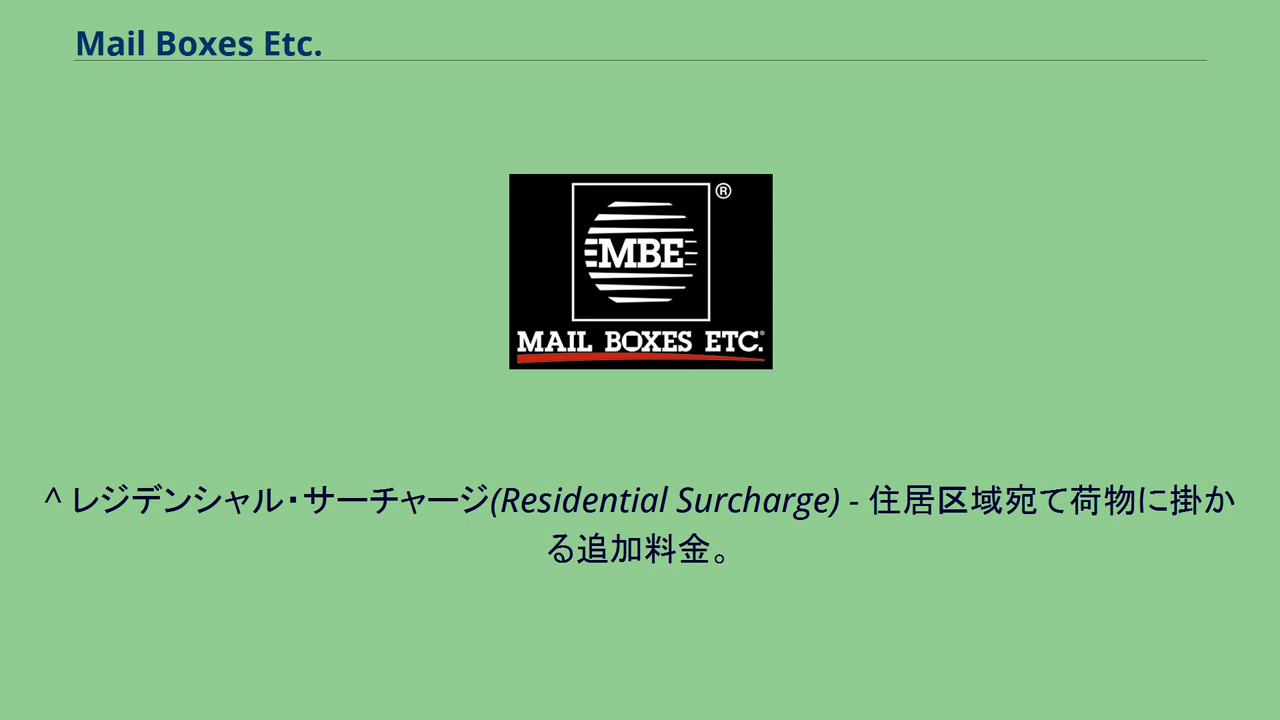 Mail Boxes Etc.
®
MBE
MAIL BOXES ETC.®
^ レジデンシャル・サーチャージ(Residential Surcharge) - 住居区域宛て荷物に掛か
る追加料金。